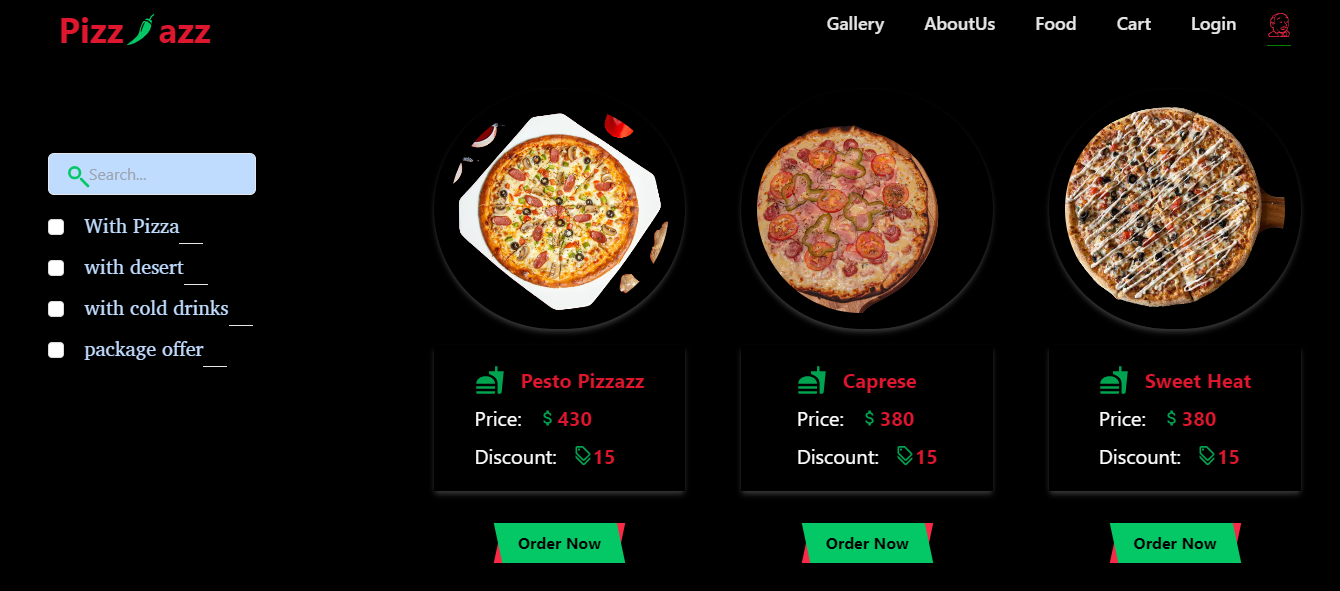 Pizz azz
Gallery AboutUs Food Cart Login
Search...
With Pizza
with desert
with cold drinks
package offer
Pesto Pizzazz
Price: $ 430
Discount: 15
Order Now
Caprese
Price: $ 380
Discount: 15
Order Now
Sweet Heat
Price: $ 380
Discount: 15
Order Now